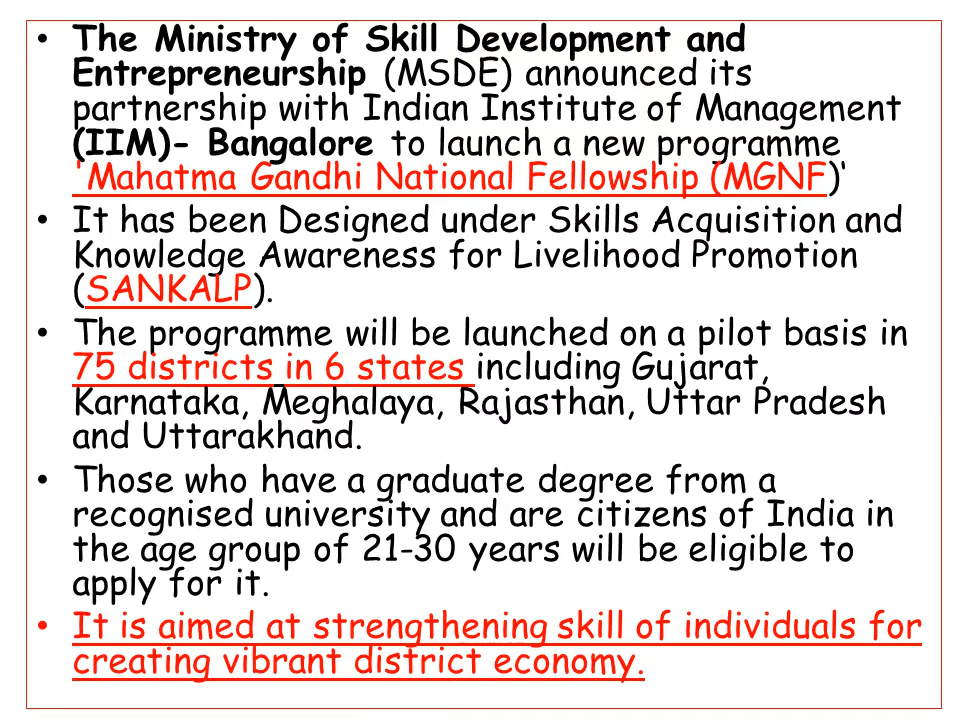 • The Ministry of Skill Development and
Entrepreneurship (MSDE) announced its
partnership with Indian Institute of Management
(IIM)- Bangalore to launch a new programme
'Mahatma Gandhi National Fellowship (MGNF)‘
• It has been Designed under Skills Acquisition and
Knowledge Awareness for Livelihood Promotion
(SANKALP).
• The programme will be launched on a pilot basis in
75 districts in 6 states including Gujarat,
Karnataka, Meghalaya, Rajasthan, Uttar Pradesh
and Uttarakhand.
• Those who have a graduate degree from a
recognised university and are citizens of India in
the age group of 21-30 years will be eligible to
apply for it.
• It is aimed at strengthening skill of individuals for
creating vibrant district economy.